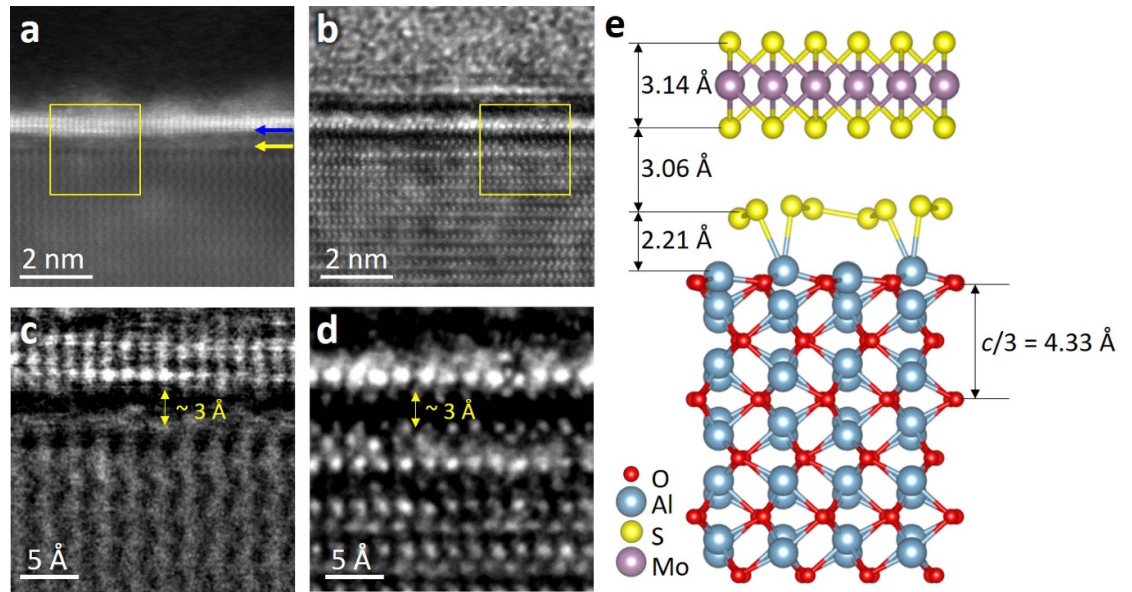 a
2 nm
b
2 nm
c
~ 3 Å
5 Å
d
~ 3 Å
5 Å
e
3.14 Å
3.06 Å
2.21 Å
c/3 = 4.33 Å
O
Al
S
Mo